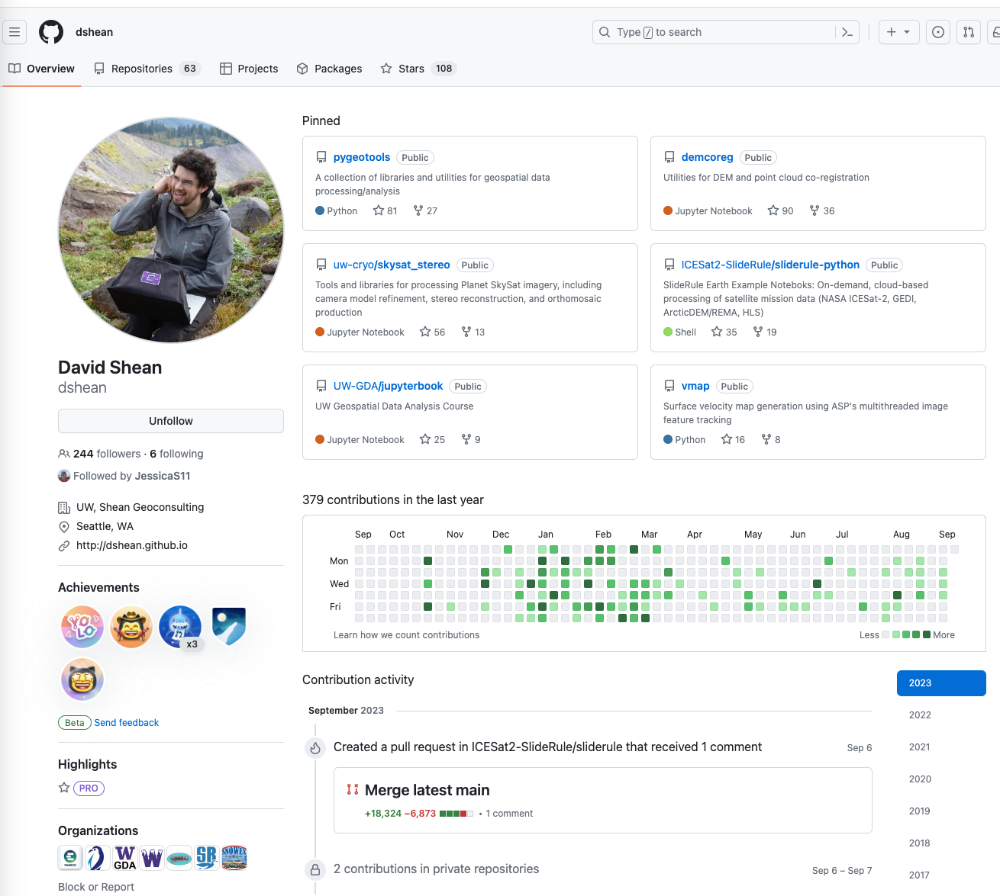 dshean
Type / to search
Overview
Repositories 63
Projects
Packages
Stars 108
David Shean
dshean
Unfollow
244 followers · 6 following
Followed by JessicaS11
UW, Shean Geoconsulting
Seattle, WA
http://dshean.github.io
Achievements
YOLO
x3
Beta Send feedback
Highlights
PRO
Organizations
PANGEO
W GDA
W
SR
SNOWEX
Block or Report
Pinned
pygeotools Public
A collection of libraries and utilities for geospatial data
processing/analysis
Python 81 27
demcoreg Public
Utilities for DEM and point cloud co-registration
Jupyter Notebook 90 36
uw-cryo/skysat_stereo Public
Tools and libraries for processing Planet SkySat imagery, including
camera model refinement, stereo reconstruction, and orthomosaic
production
Jupyter Notebook 56 13
ICESat2-SlideRule/sliderule-python Public
SlideRule Earth Example Noteboks: On-demand, cloud-based
processing of satellite mission data (NASA ICESat-2, GEDI,
ArcticDEM/REMA, HLS)
Shell 35 19
UW-GDA/jupyterbook Public
UW Geospatial Data Analysis Course
Jupyter Notebook 25 9
vmap Public
Surface velocity map generation using ASP's multithreaded image
feature tracking
Python 16 8
379 contributions in the last year
Sep Oct Nov Dec Jan Feb Mar Apr May Jun Jul Aug Sep
Mon
Wed
Fri
Learn how we count contributions
Less More
Contribution activity
September 2023
Created a pull request in ICESat2-SlideRule/sliderule that received 1 comment Sep 6
Merge latest main
+18,324 −6,873 • 1 comment
2 contributions in private repositories Sep 6 – Sep 7
2023
2022
2021
2020
2019
2018
2017